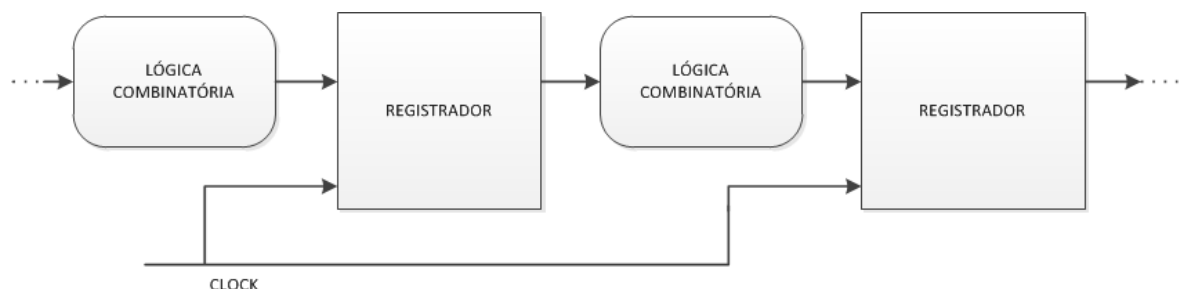 LÓGICA
COMBINATÓRIA
REGISTRADOR
LÓGICA
COMBINATÓRIA
REGISTRADOR
CLOCK